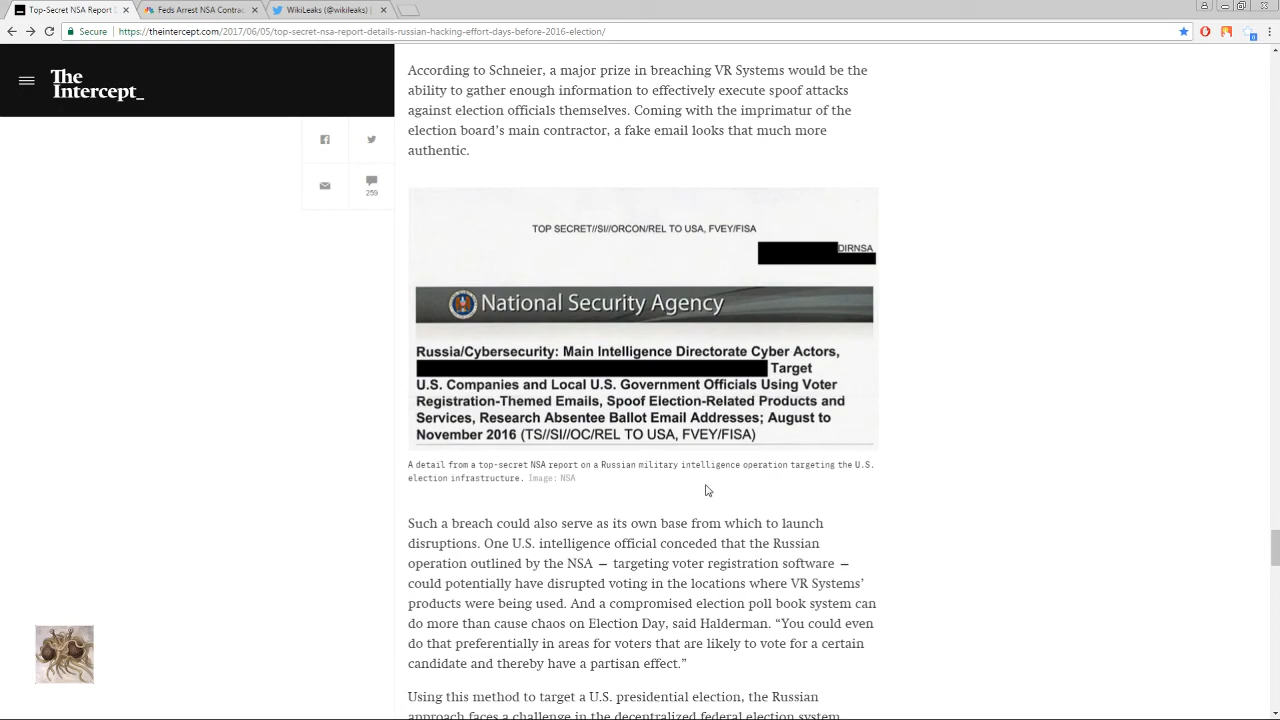 Top-Secret NSA Report D
Feds Arrest NSA Contrac
WikiLeaks (@wikileaks) |
Secure
https://theintercept.com/2017/06/05/top-secret-nsa-report-details-russian-hacking-effort-days-before-2016-election/
The
Intercept_
259
According to Schneier, a major prize in breaching VR Systems would be the
ability to gather enough information to effectively execute spoof attacks
against election officials themselves. Coming with the imprimatur of the
election board’s main contractor, a fake email looks that much more
authentic.
TOP SECRET//SI//ORCON/REL TO USA, FVEY/FISA
DIRNSA
National Security Agency
Russia/Cybersecurity: Main Intelligence Directorate Cyber Actors,
Target
U.S. Companies and Local U.S. Government Officials Using Voter
Registration-Themed Emails, Spoof Election-Related Products and
Services, Research Absentee Ballot Email Addresses; August to
November 2016 (TS//SI//OC/REL TO USA, FVEY/FISA)
A detail from a top-secret NSA report on a Russian military intelligence operation targeting the U.S.
election infrastructure. Image: NSA
Such a breach could also serve as its own base from which to launch
disruptions. One U.S. intelligence official conceded that the Russian
operation outlined by the NSA — targeting voter registration software —
could potentially have disrupted voting in the locations where VR Systems’
products were being used. And a compromised election poll book system can
do more than cause chaos on Election Day, said Halderman. “You could even
do that preferentially in areas for voters that are likely to vote for a certain
candidate and thereby have a partisan effect.”
Using this method to target a U.S. presidential election, the Russian
approach faces a challenge in the decentralized federal election system